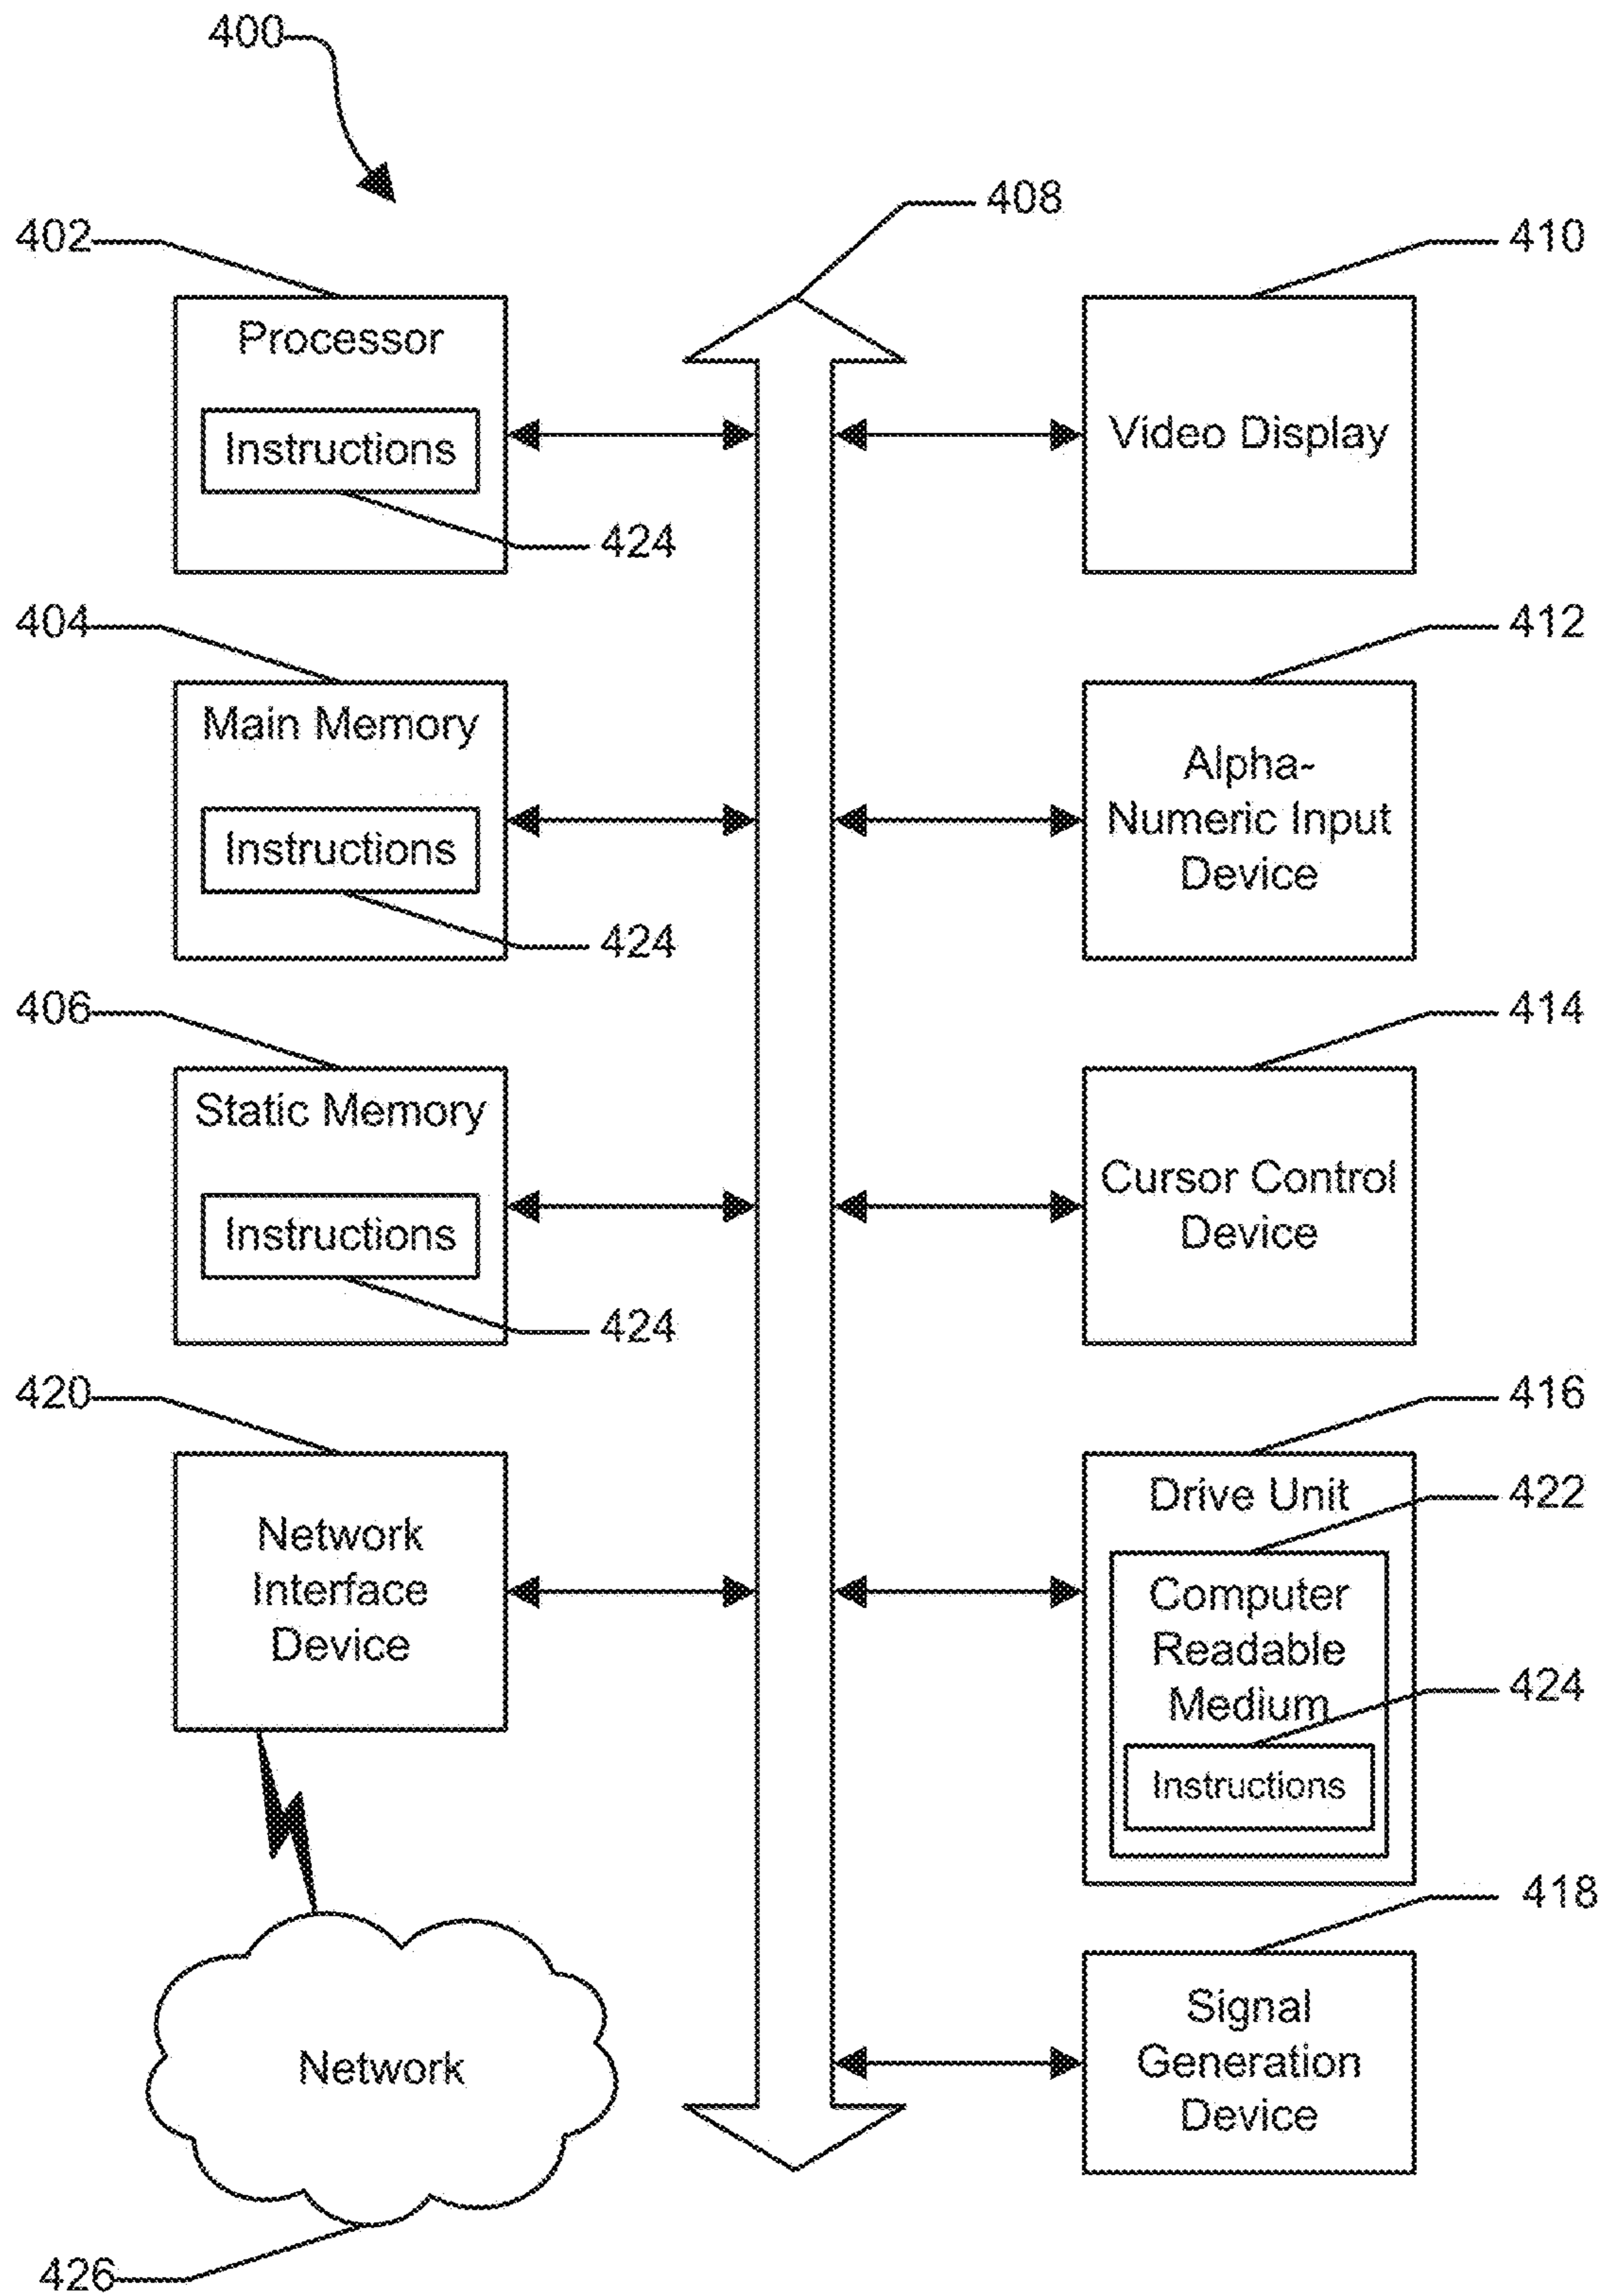 400
408
402
Processor
Instructions
424
410
Video Display
404
Main Memory
Instructions
424
412
Alpha-
Numeric Input
Device
406
Static Memory
Instructions
424
414
Cursor Control
Device
420
Network
Interface
Device
416
Drive Unit
422
Computer
Readable
Medium
424
Instructions
418
Signal
Generation
Device
Network
426